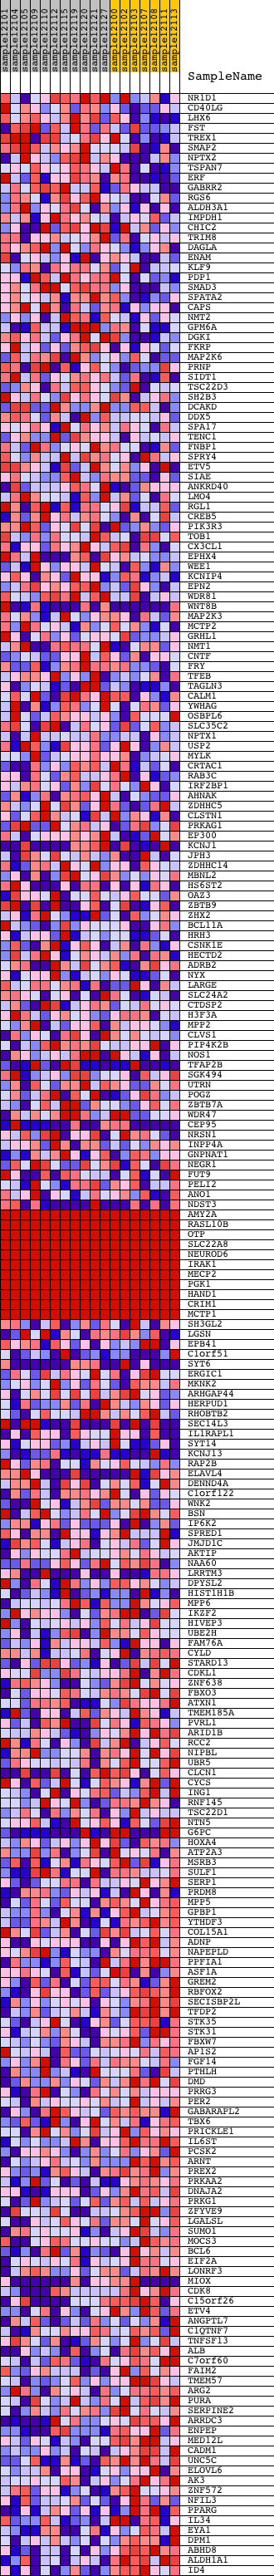 sample12105
sample12109
sample12110
sample12112
sample12115
sample12119
sample12120
sample12121
sample12127
sample12100
sample12102
sample12103
sample12107
sample12108
sample12111
sample12113
SampleName
NR1D1
CD40LG
LHX6
FST
TREX1
SMAP2
NPTX2
TSPAN7
ERF
GABRR2
RGS6
ALDH3A1
IMPDH1
CHIC2
TRIM8
DAGLA
ENAM
KLF9
PDP1
SMAD3
SPATA2
CAPS
NMT2
GPM6A
DGKI
FKRP
MAP2K6
PRNP
SIDT1
TSC22D3
SH2B3
DCAKD
DDX5
SPA17
TENC1
FNBP1
SPRY4
ETV5
SIAE
ANKRD40
LMO4
RGL1
CREB5
PIK3R3
TOB1
CX3CL1
EPHX4
WEE1
KCNIP4
EPN2
WDR81
WNT8B
MAP2K3
MCTP2
GRHL1
NMT1
CNTF
FRY
TFEB
TAGLN3
CALM1
YWHAG
OSBPL6
SLC35C2
NPTX1
USP2
MYLK
CRTAC1
RAB3C
IRF2BP1
AHNAK
ZDHHC5
CLSTN1
PRKAG1
EP300
KCNJ1
JPH3
ZDHHC14
MBNL2
HS6ST2
OAZ3
ZBTB9
ZHX2
BCL11A
HRH3
CSNK1E
HECTD2
ADRB2
NYX
LARGE
SLC24A2
CTDSP2
H3F3A
MPP2
CLVS1
PIP4K2B
NOS1
TFAP2B
SGK494
UTRN
POGZ
ZBTB7A
WDR47
CEP95
NRSN1
INPP4A
GNPNAT1
NEGR1
FUT9
PELI2
ANO1
NDST3
AMY2A
RASL10B
OTP
SLC22A8
NEUROD6
IRAK1
MECP2
PGK1
HAND1
CRIM1
MCTP1
SH3GL2
LGSN
EPB41
C1orf51
SYT6
ERGIC1
MKNK2
ARHGAP44
HERPUD1
RHOBTB2
SEC14L3
IL1RAPL1
SYT14
KCNJ13
RAP2B
ELAVL4
DENND4A
C1orf122
WNK2
BSN
IP6K2
SPRED1
JMJD1C
AKTIP
NAA60
LRRTM3
DPYSL2
HIST1H1B
MPP6
IKZF2
HIVEP3
UBE2H
FAM76A
CYLD
STARD13
CDKL1
ZNF638
FBXO3
ATXN1
TMEM185A
PVRL1
ARID1B
RCC2
NIPBL
UBR5
CLCN1
CYCS
ING1
RNF145
TSC22D1
NTN5
G6PC
HOXA4
ATP2A3
MSRB3
SULF1
SERP1
PRDM8
MPP5
GPBP1
YTHDF3
COL15A1
ADNP
NAPEPLD
PPFIA1
ASF1A
GREM2
RBFOX2
SECISBP2L
TFDP2
STK35
STK31
FBXW7
AP1S2
FGF14
PTHLH
DMD
PRRG3
PER2
GABARAPL2
TBX6
PRICKLE1
IL6ST
PCSK2
ARNT
PREX2
PRKAA2
DNAJA2
PRKG1
ZFYVE9
LGALSL
SUMO1
MOCS3
BCL6
EIF2A
LONRF3
MIOX
CDK8
C15orf26
ETV4
ANGPTL7
C1QTNF7
TNFSF13
ALB
C7orf60
FAIM2
TMEM57
ARG2
PURA
SERPINE2
ARRDC3
ENPEP
MED12L
CADM1
UNC5C
ELOVL6
AK3
ZNF572
NFIL3
PPARG
IL34
EYA1
DPM1
ABHD8
ALDH1A1
ID4